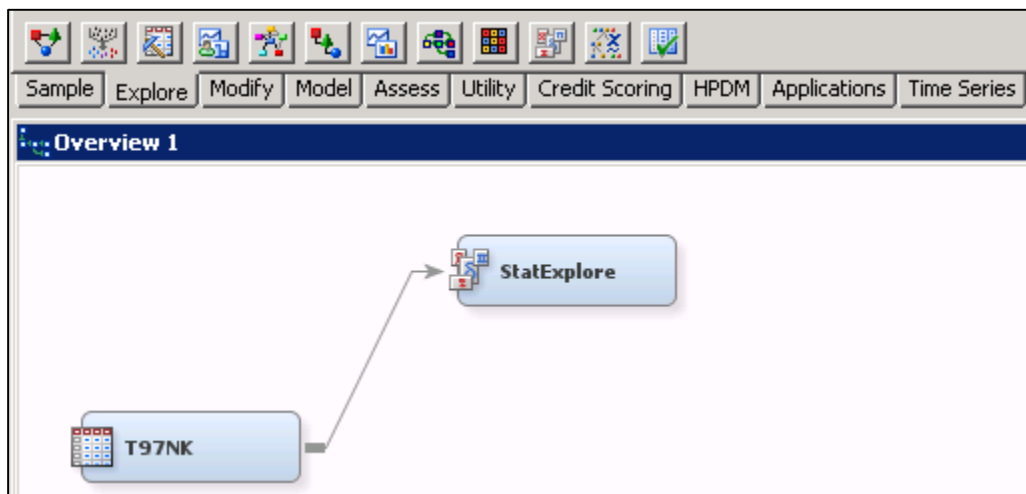 Sample Explore Modify Model Assess Utility Credit Scoring HPDM Applications Time Series
Overview 1
StatExplore
T97NK